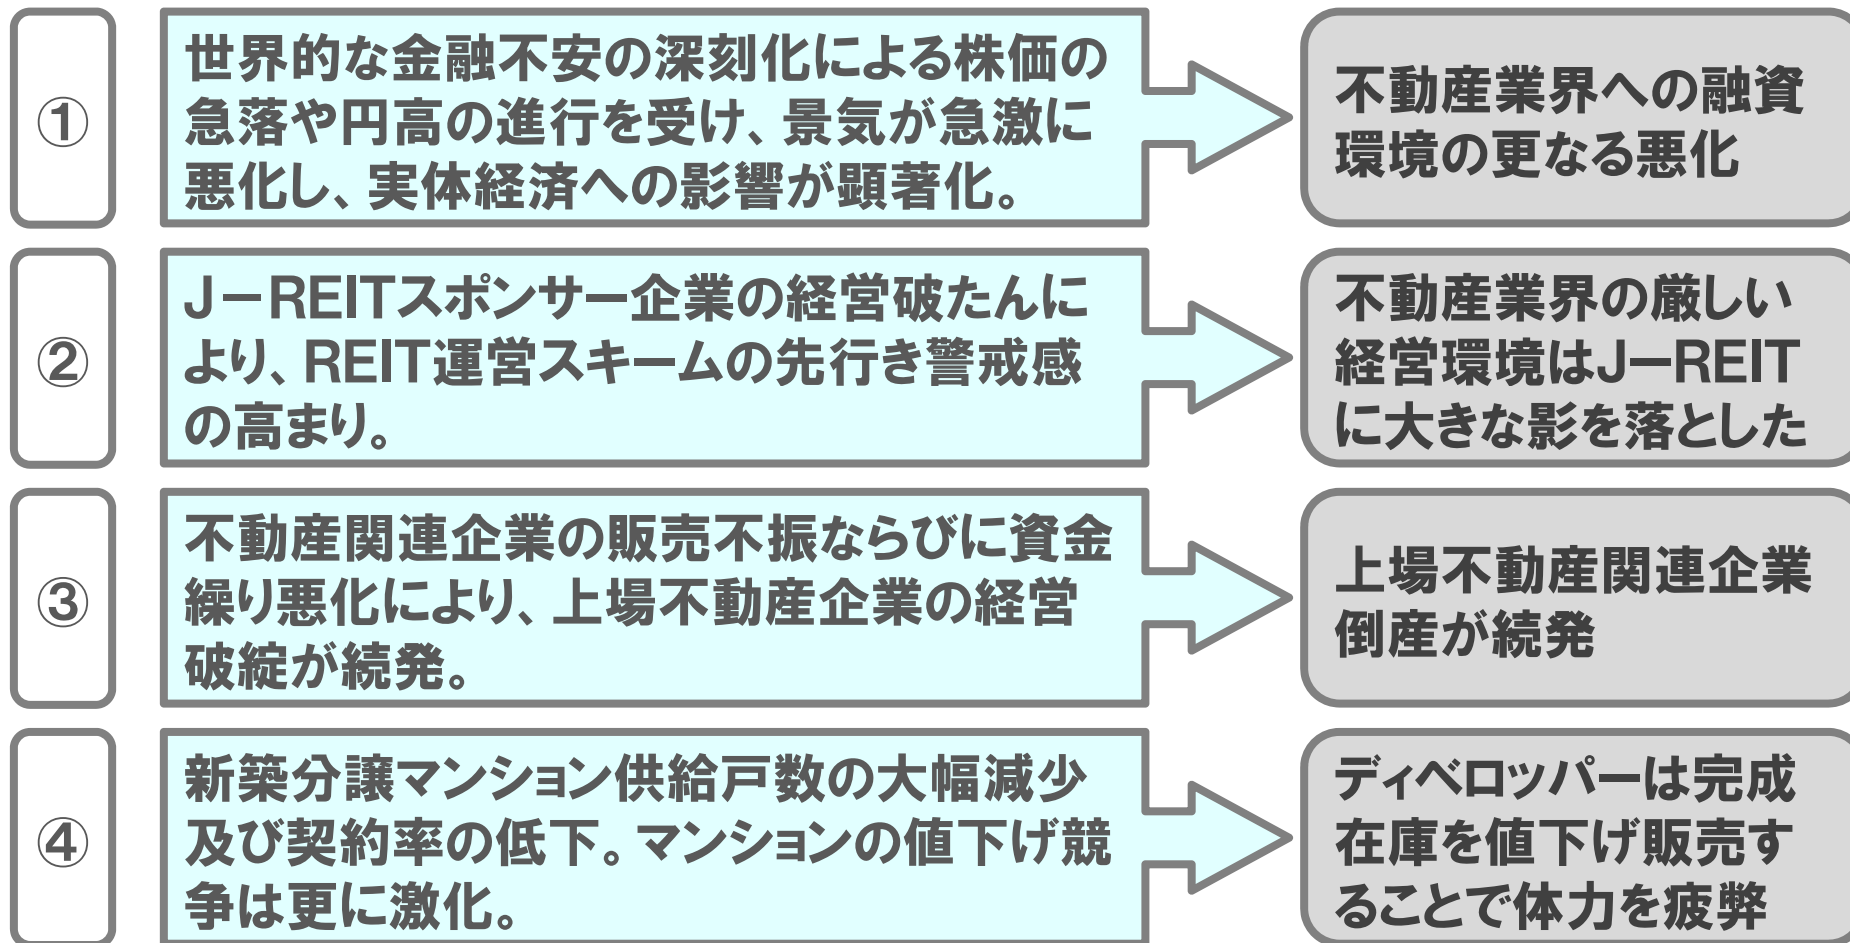 ①
世界的な金融不安の深刻化による株価の
急落や円高の進行を受け、景気が急激に
悪化し、実体経済への影響が顕著化。
不動産業界への融資
環境の更なる悪化
②
J－REITスポンサー企業の経営破たんに
より、REIT運営スキームの先行き警戒感
の高まり。
不動産業界の厳しい
経営環境はJ－REIT
に大きな影を落とした
③
不動産関連企業の販売不振ならびに資金
繰り悪化により、上場不動産企業の経営
破綻が続発。
上場不動産関連企業
倒産が続発
④
新築分譲マンション供給戸数の大幅減少
及び契約率の低下。マンションの値下げ競
争は更に激化。
ディベロッパーは完成
在庫を値下げ販売す
ることで体力を疲弊